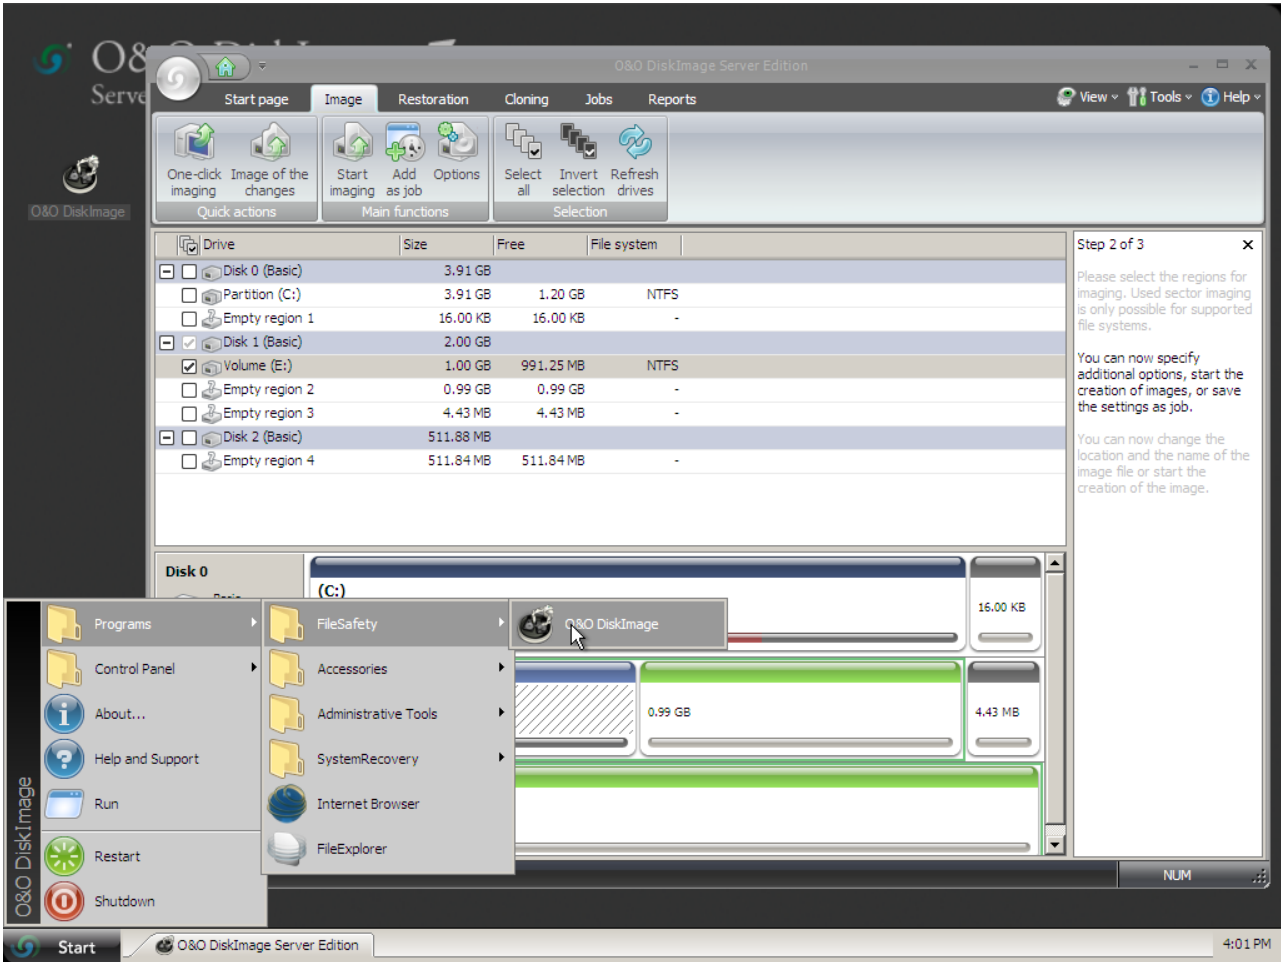 O&O DiskImage
Serve
O&O DiskImage
O&O DiskImage Server Edition
Start page
Image
Restoration
Cloning
Jobs
Reports
View
Tools
Help
One-click
imaging
Image of the
changes
Quick actions
Start
imaging
Add
as job
Options
Main functions
Select
all
Invert
selection
Refresh
drives
Selection
Drive Size Free File system
Disk 0 (Basic) 3.91 GB
Partition (C:) 3.91 GB 1.20 GB NTFS
Empty region 1 16.00 KB 16.00 KB -
Disk 1 (Basic) 2.00 GB
Volume (E:) 1.00 GB 991.25 MB NTFS
Empty region 2 0.99 GB 0.99 GB -
Empty region 3 4.43 MB 4.43 MB -
Disk 2 (Basic) 511.88 MB
Empty region 4 511.84 MB 511.84 MB -
Step 2 of 3
Please select the regions for
imaging. Used sector imaging
is only possible for supported
file systems.
You can now specify
additional options, start the
creation of images, or save
the settings as job.
You can now change the
location and the name of the
image file or start the
creation of the image.
Disk 0
Basic
(C:)
16.00 KB
0.99 GB
4.43 MB
Programs
Control Panel
About...
Help and Support
Run
Restart
Shutdown
O&O DiskImage
FileSafety
Accessories
Administrative Tools
SystemRecovery
Internet Browser
FileExplorer
O&O DiskImage
NUM
Start
O&O DiskImage Server Edition
4:01 PM